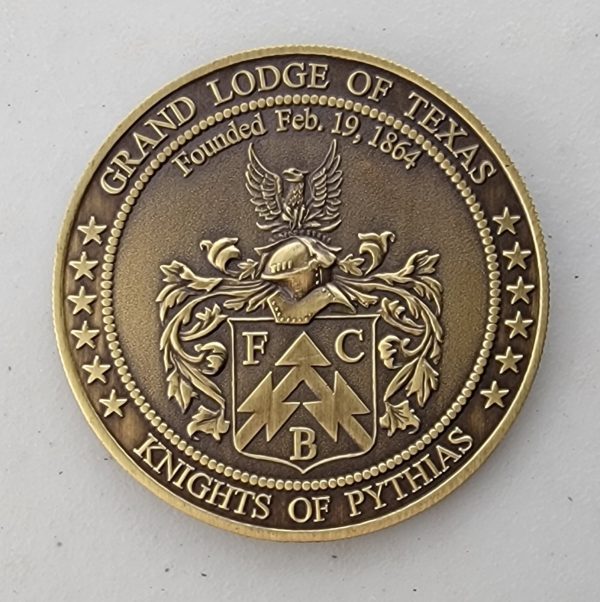 GRAND LODGE OF TEXAS
Founded Feb. 19, 1864
F C
B
KNIGHTS OF PYTHIAS